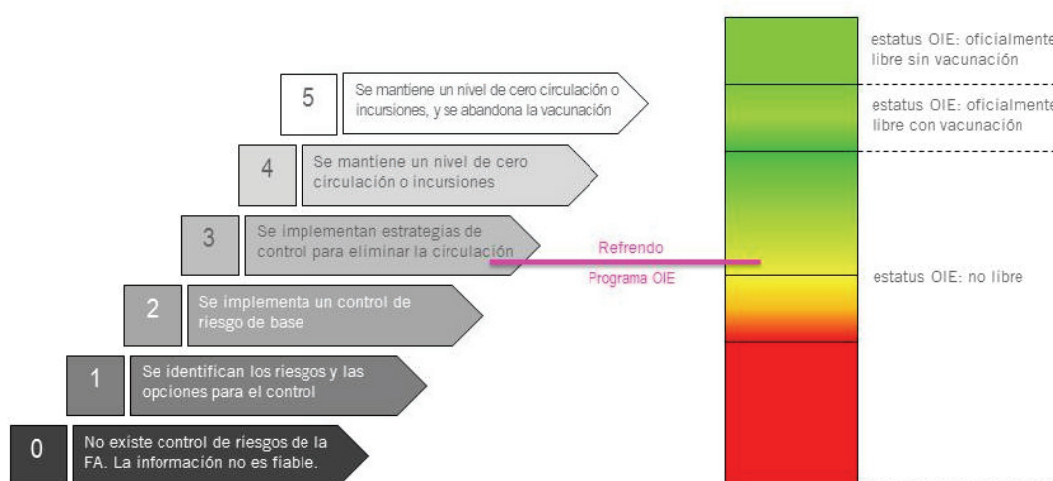 estatus OIE: oficialmente
libre sin vacunación
5
Se mantiene un nivel de cero circulación o
incursiones, y se abandona la vacunación
estatus OIE: oficialmente
libre con vacunación
4
Se mantiene un nivel de cero
circulación o incursiones
3
Se implementan estrategias de
control para eliminar la circulación
Refrendo
Programa OIE
estatus OIE: no libre
2
Se implementa un control de
riesgo de base
1
Se identifican los riesgos y las
opciones para el control
0
No existe control de riesgos de la
FA. La información no es fiable.